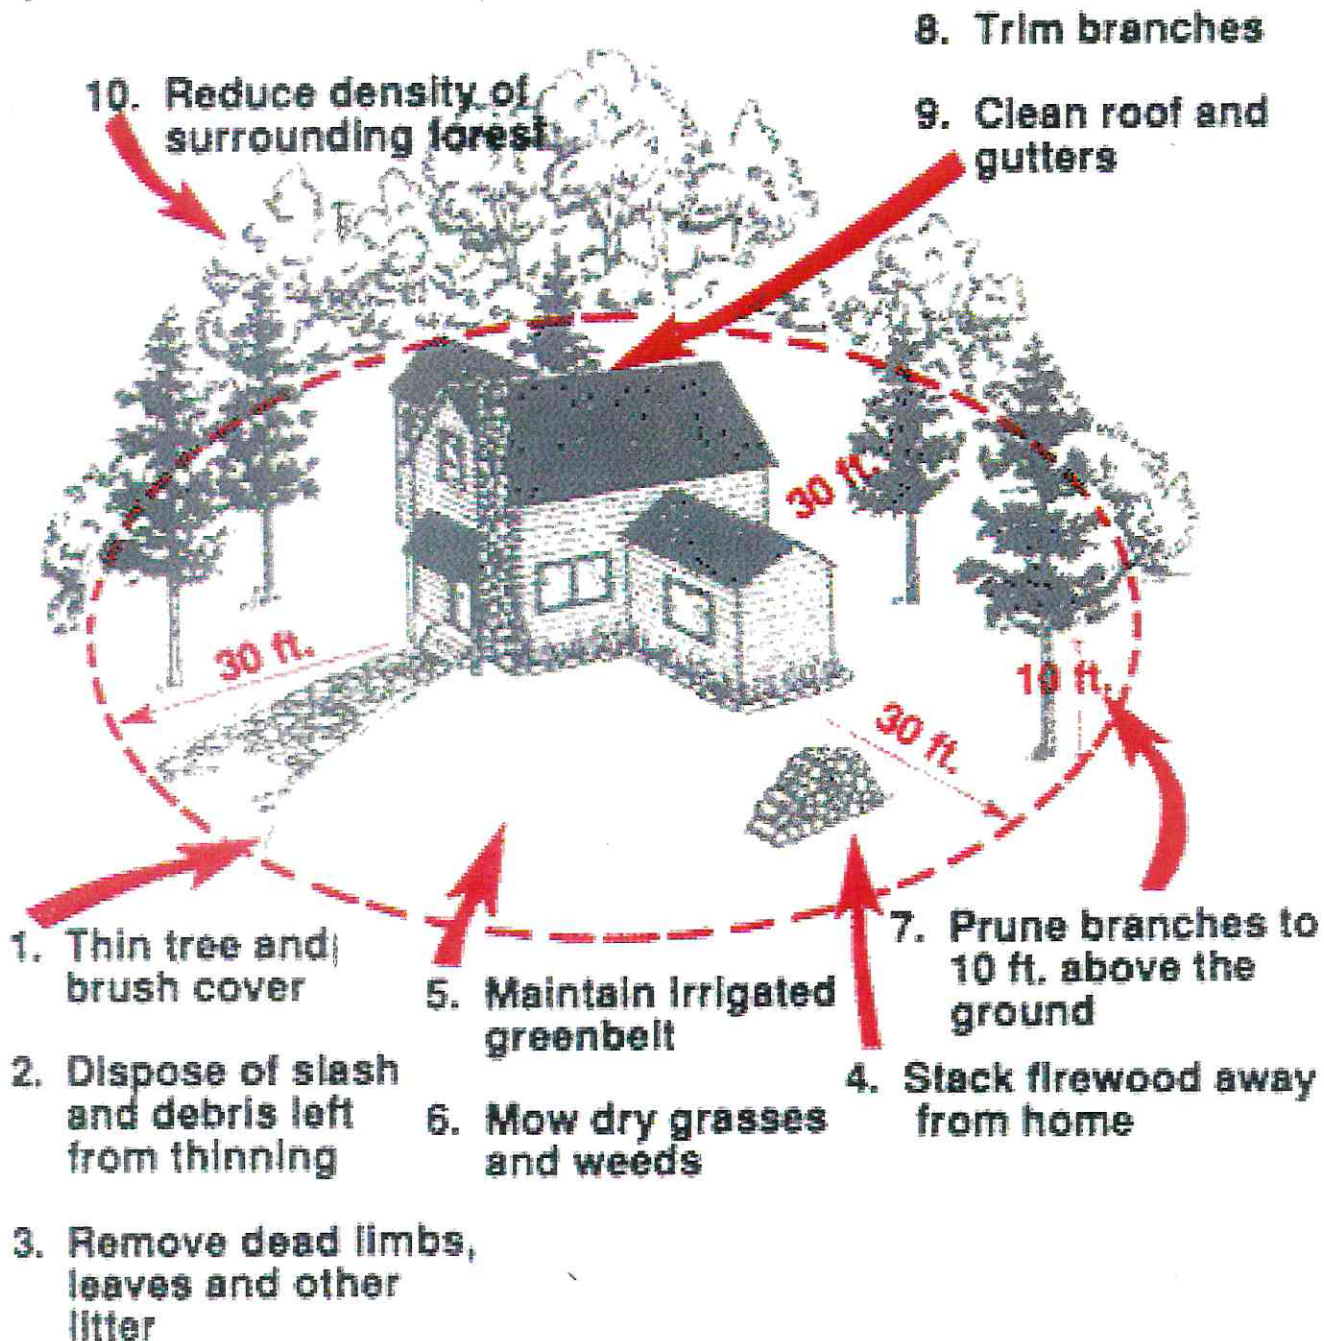 8. Trim branches
10. Reduce density of
surrounding forest
9. Clean roof and
gutters
30 ft.
30 ft.
10 ft.
30 ft.
1. Thin tree and
brush cover
2. Dispose of slash
and debris left
from thinning
3. Remove dead limbs,
leaves and other
litter
5. Maintain irrigated
greenbelt
6. Mow dry grasses
and weeds
7. Prune branches to
10 ft. above the
ground
4. Stack firewood away
from home